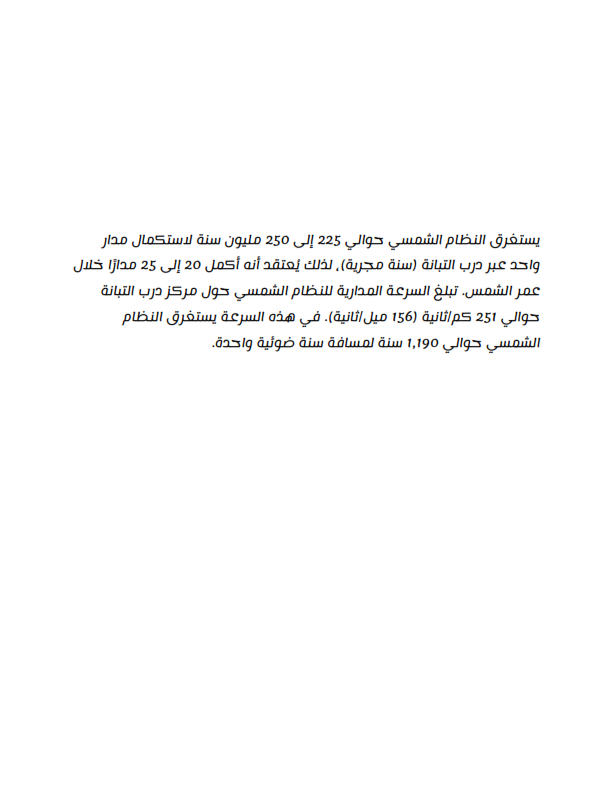 يستغرق النظام الشمسي حوالي 225 إلى 250 مليون سنة لاستكمال مدار
واحد عبر درب التبانة (سنة مجرية)، لذلك يُعتقد أنه أكمل 20 إلى 25 مدارًا خلال
عمر الشمس. تبلغ السرعة المدارية للنظام الشمسي حول مركز درب التبانة
حوالي 251 كم/ثانية (156 ميل/ثانية). في هذه السرعة يستغرق النظام
الشمسي حوالي 1,190 سنة لمسافة سنة ضوئية واحدة.